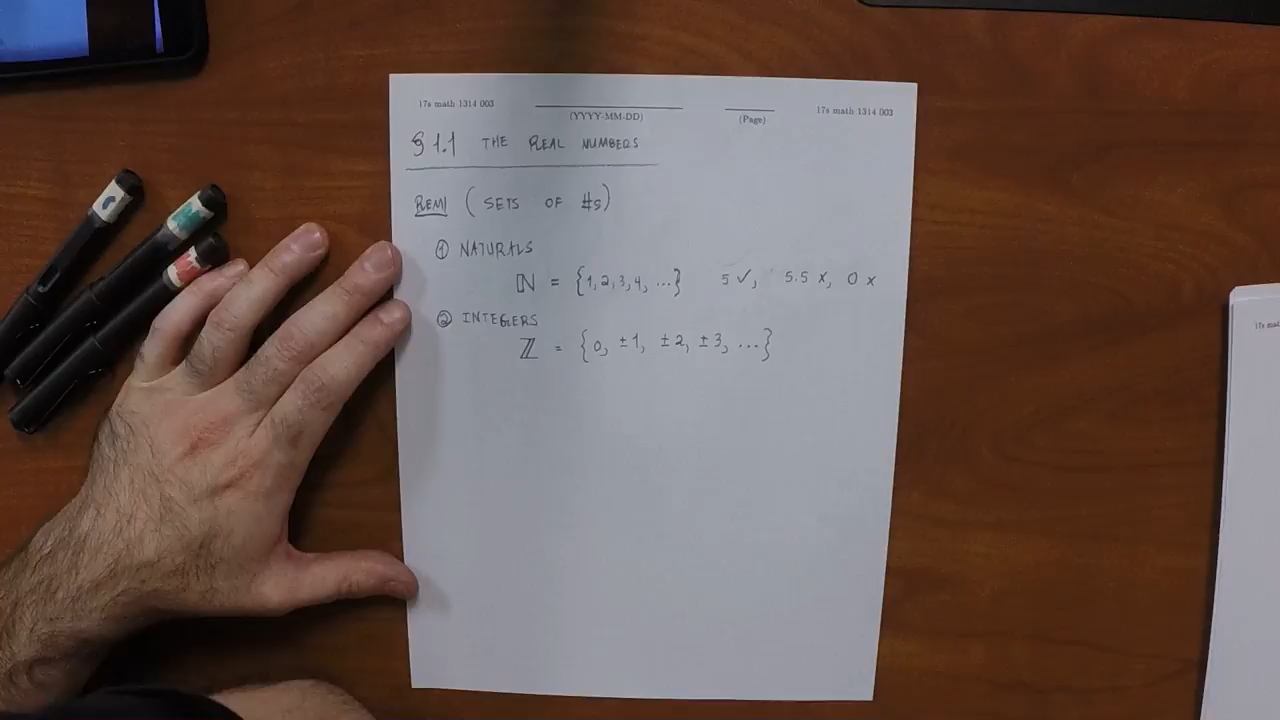 17s math 1314 003 (YYYY-MM-DD) (Page) 17s math 1314 003
§ 1.1 THE REAL NUMBERS
REM (SETS OF #s)
① NATURALS
ℕ = {1, 2, 3, 4, ...} 5 ✓, 5.5 x, 0 x
② INTEGERS
ℤ = {0, ±1, ±2, ±3, ...}